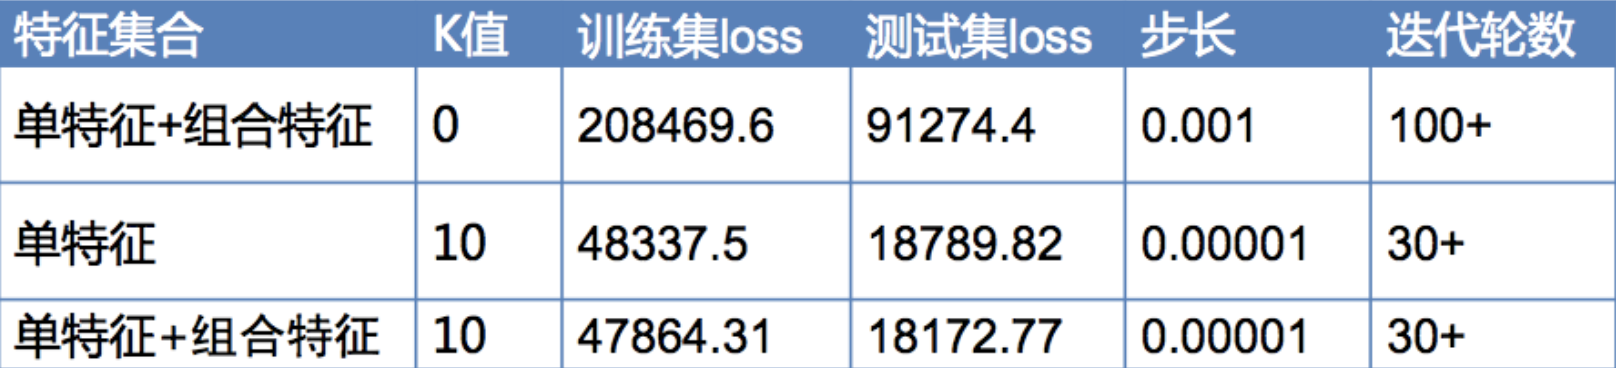 特征集合 K值 训练集loss 测试集loss 步长 迭代轮数
单特征+组合特征 0 208469.6 91274.4 0.001 100+
单特征 10 48337.5 18789.82 0.00001 30+
单特征+组合特征 10 47864.31 18172.77 0.00001 30+